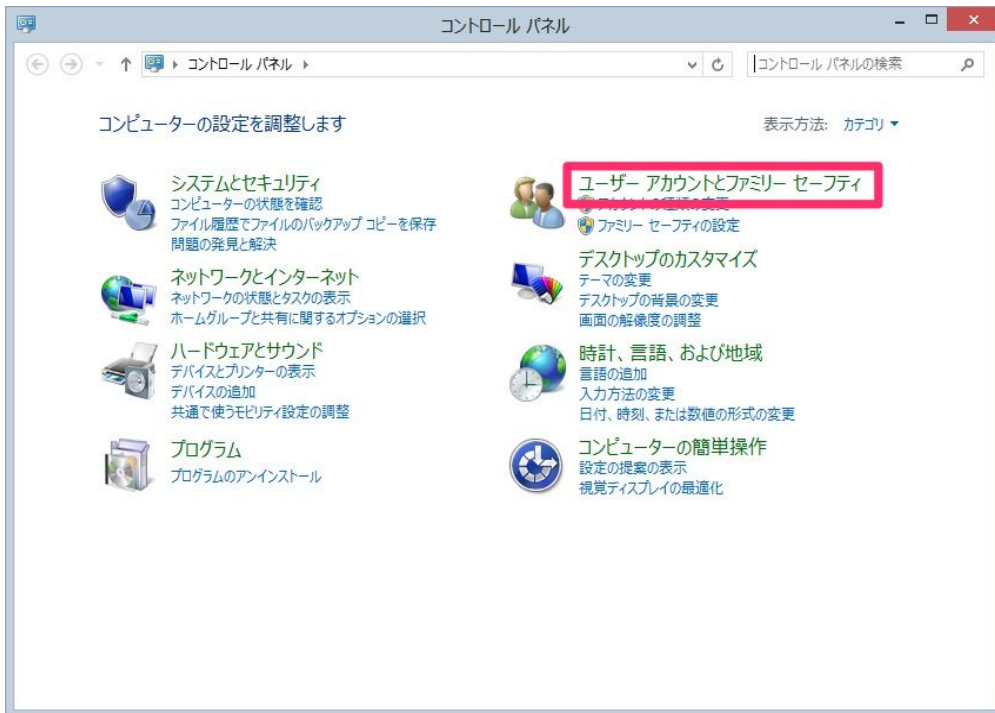 コントロール パネル
コントロール パネル
コントロール パネルの検索
コンピューターの設定を調整します
表示方法: カテゴリ
システムとセキュリティ
コンピューターの状態を確認
ファイル履歴でファイルのバックアップ コピーを保存
問題の発見と解決
ネットワークとインターネット
ネットワークの状態とタスクの表示
ホームグループと共有に関するオプションの選択
ハードウェアとサウンド
デバイスとプリンターの表示
デバイスの追加
共通で使うモビリティ設定の調整
プログラム
プログラムのアンインストール
ユーザー アカウントとファミリー セーフティ
アカウントの種類の変更
ファミリー セーフティの設定
デスクトップのカスタマイズ
テーマの変更
デスクトップの背景の変更
画面の解像度の調整
時計、言語、および地域
言語の追加
入力方法の変更
日付、時刻、または数値の形式の変更
コンピューターの簡単操作
設定の提案の表示
視覚ディスプレイの最適化